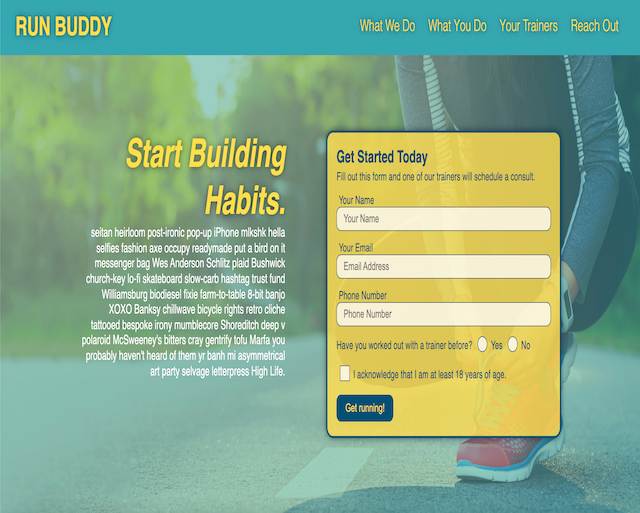 RUN BUDDY
What We Do What You Do Your Trainers Reach Out
Start Building
Habits.
seitan heirloom post-ironic pop-up iPhone mlkshk hella
selfies fashion axe occupy readymade put a bird on it
messenger bag Wes Anderson Schlitz plaid Bushwick
church-key lo-fi skateboard slow-carb hashtag trust fund
Williamsburg biodiesel fixie farm-to-table 8-bit banjo
XOXO Banksy chillwave bicycle rights retro cliche
tattooed bespoke irony mumblecore Shoreditch deep v
polaroid McSweeney's bitters cray gentrify tofu Marfa you
probably haven't heard of them yr banh mi asymmetrical
art party selvage letterpress High Life.
Get Started Today
Fill out this form and one of our trainers will schedule a consult.
Your Name
Your Name
Your Email
Email Address
Phone Number
Phone Number
Have you worked out with a trainer before? Yes No
I acknowledge that I am at least 18 years of age.
Get running!